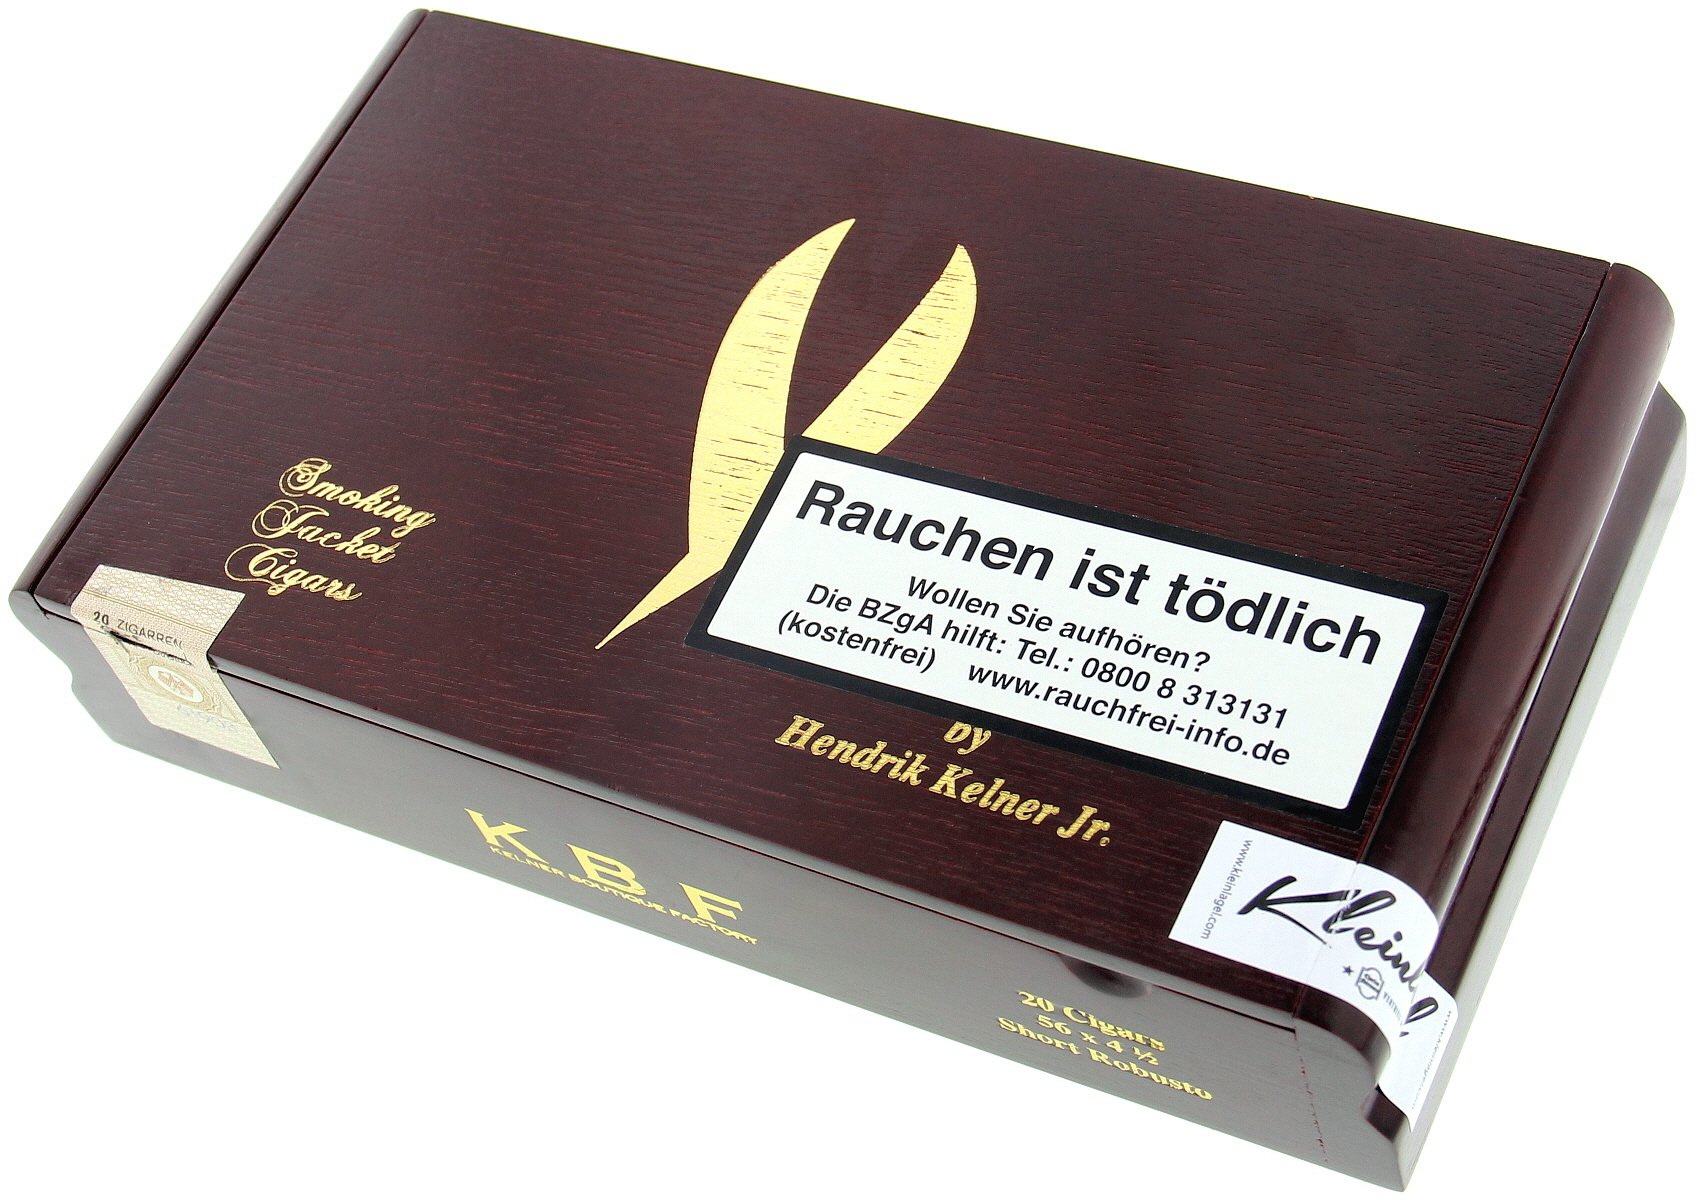 Smoking
Jacket
Cigars
20 ZIGARREN
Rauchen ist tödlich
Wollen Sie aufhören?
Die BZgA hilft: Tel.: 0800 8 313131
(kostenfrei) www.rauchfrei-info.de
by
Hendrik Kelner Jr.
K B F
KELNER BOUTIQUE FACTORY
20 Cigars
56 x 4 ½
Short Robusto
www.kleinlagel.com